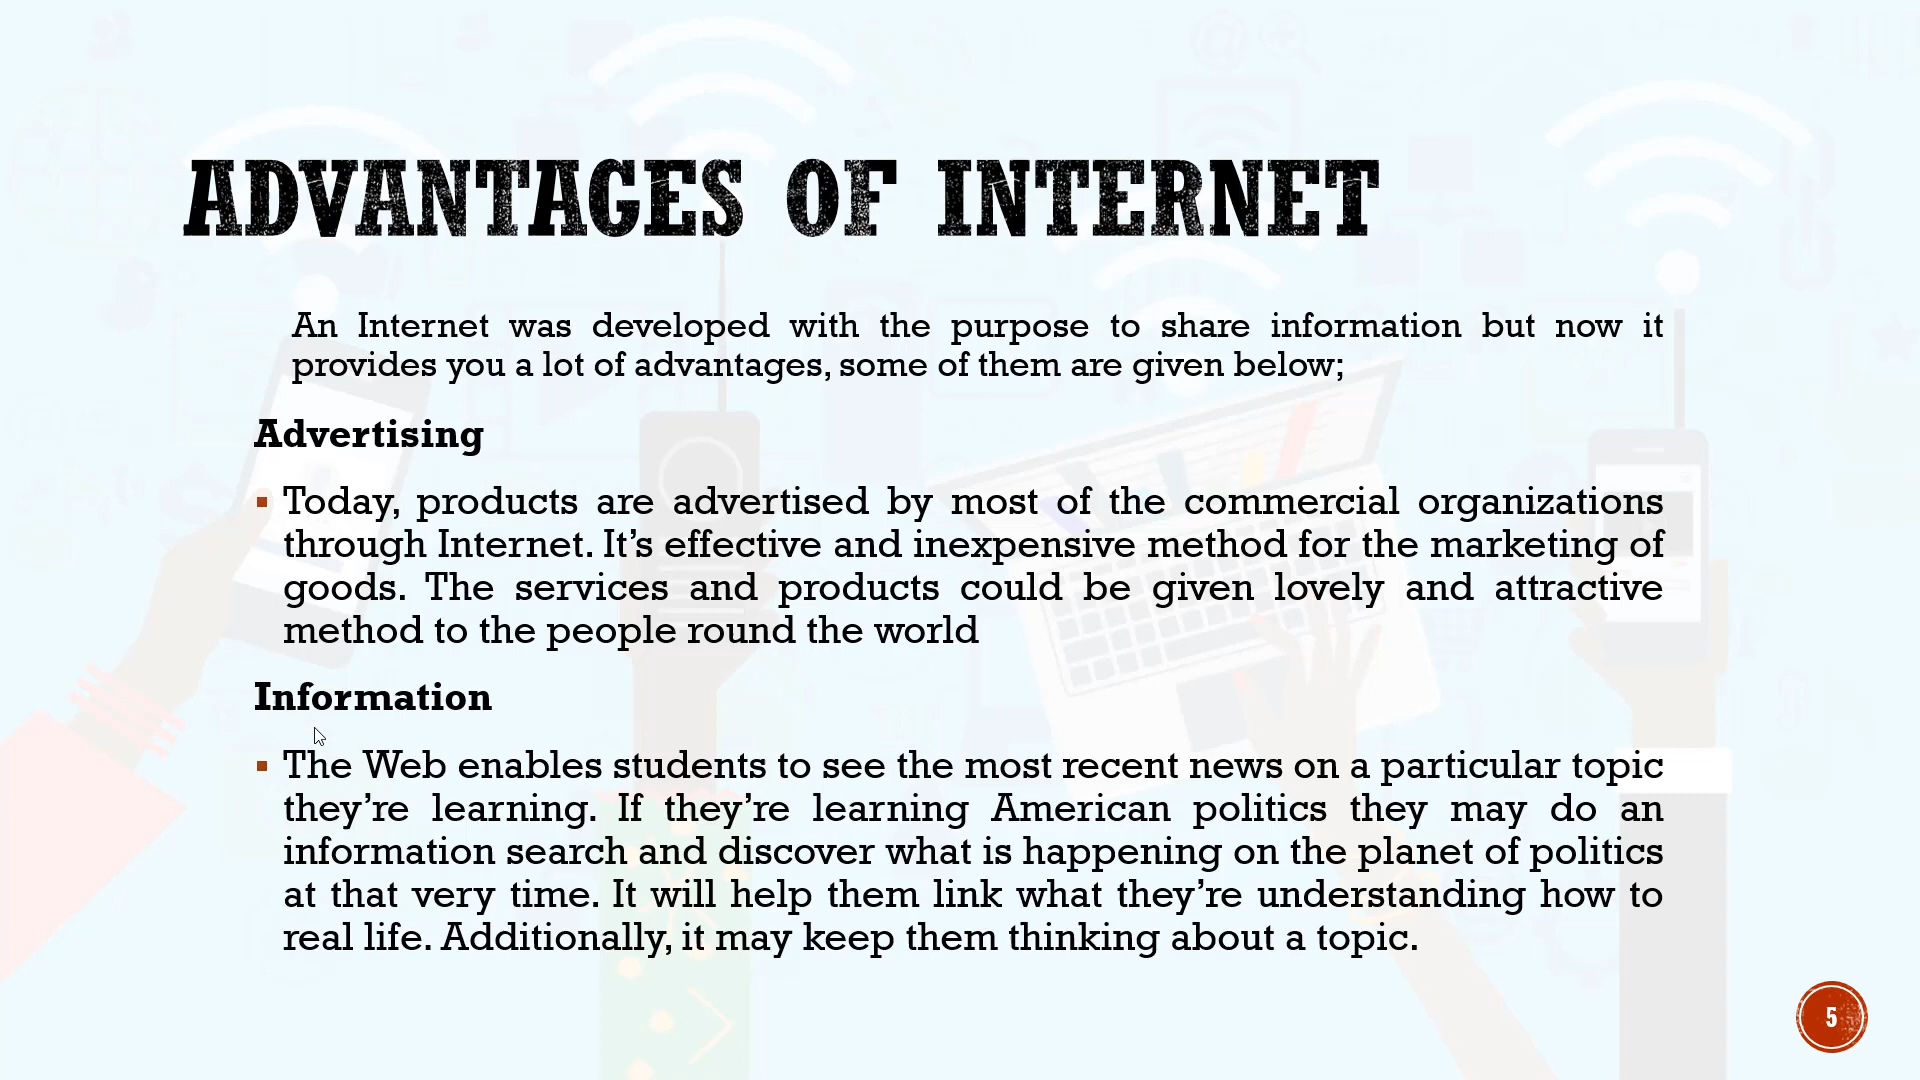 ADVANTAGES OF INTERNET
An Internet was developed with the purpose to share information but now it
provides you a lot of advantages, some of them are given below;
Advertising
▪ Today, products are advertised by most of the commercial organizations
through Internet. It’s effective and inexpensive method for the marketing of
goods. The services and products could be given lovely and attractive
method to the people round the world
Information
▪ The Web enables students to see the most recent news on a particular topic
they’re learning. If they’re learning American politics they may do an
information search and discover what is happening on the planet of politics
at that very time. It will help them link what they’re understanding how to
real life. Additionally, it may keep them thinking about a topic.
5